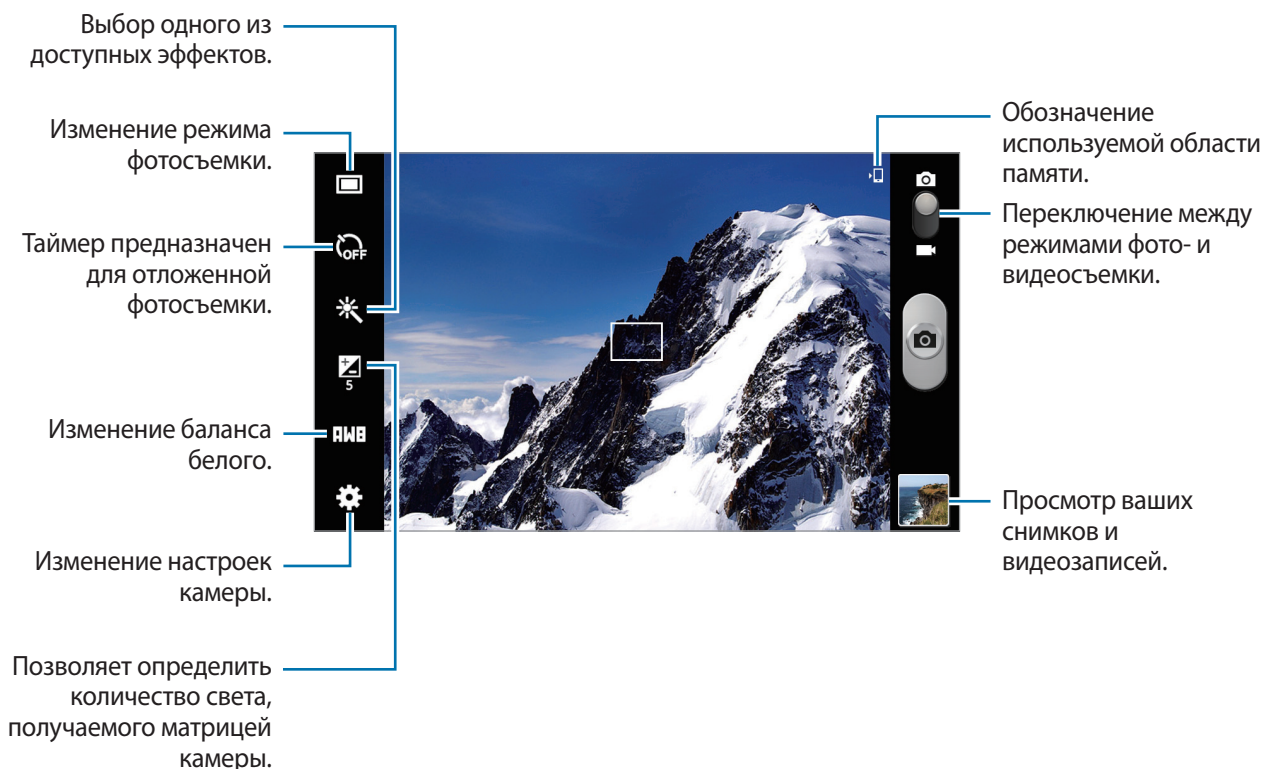 Выбор одного из
доступных эффектов.
Изменение режима
фотосъемки.
Таймер предназначен
для отложенной
фотосъемки.
Изменение баланса
белого.
Изменение настроек
камеры.
Позволяет определить
количество света,
получаемого матрицей
камеры.
OFF
5
AWB
Обозначение
используемой области
памяти.
Переключение между
режимами фото- и
видеосъемки.
Просмотр ваших
снимков и
видеозаписей.